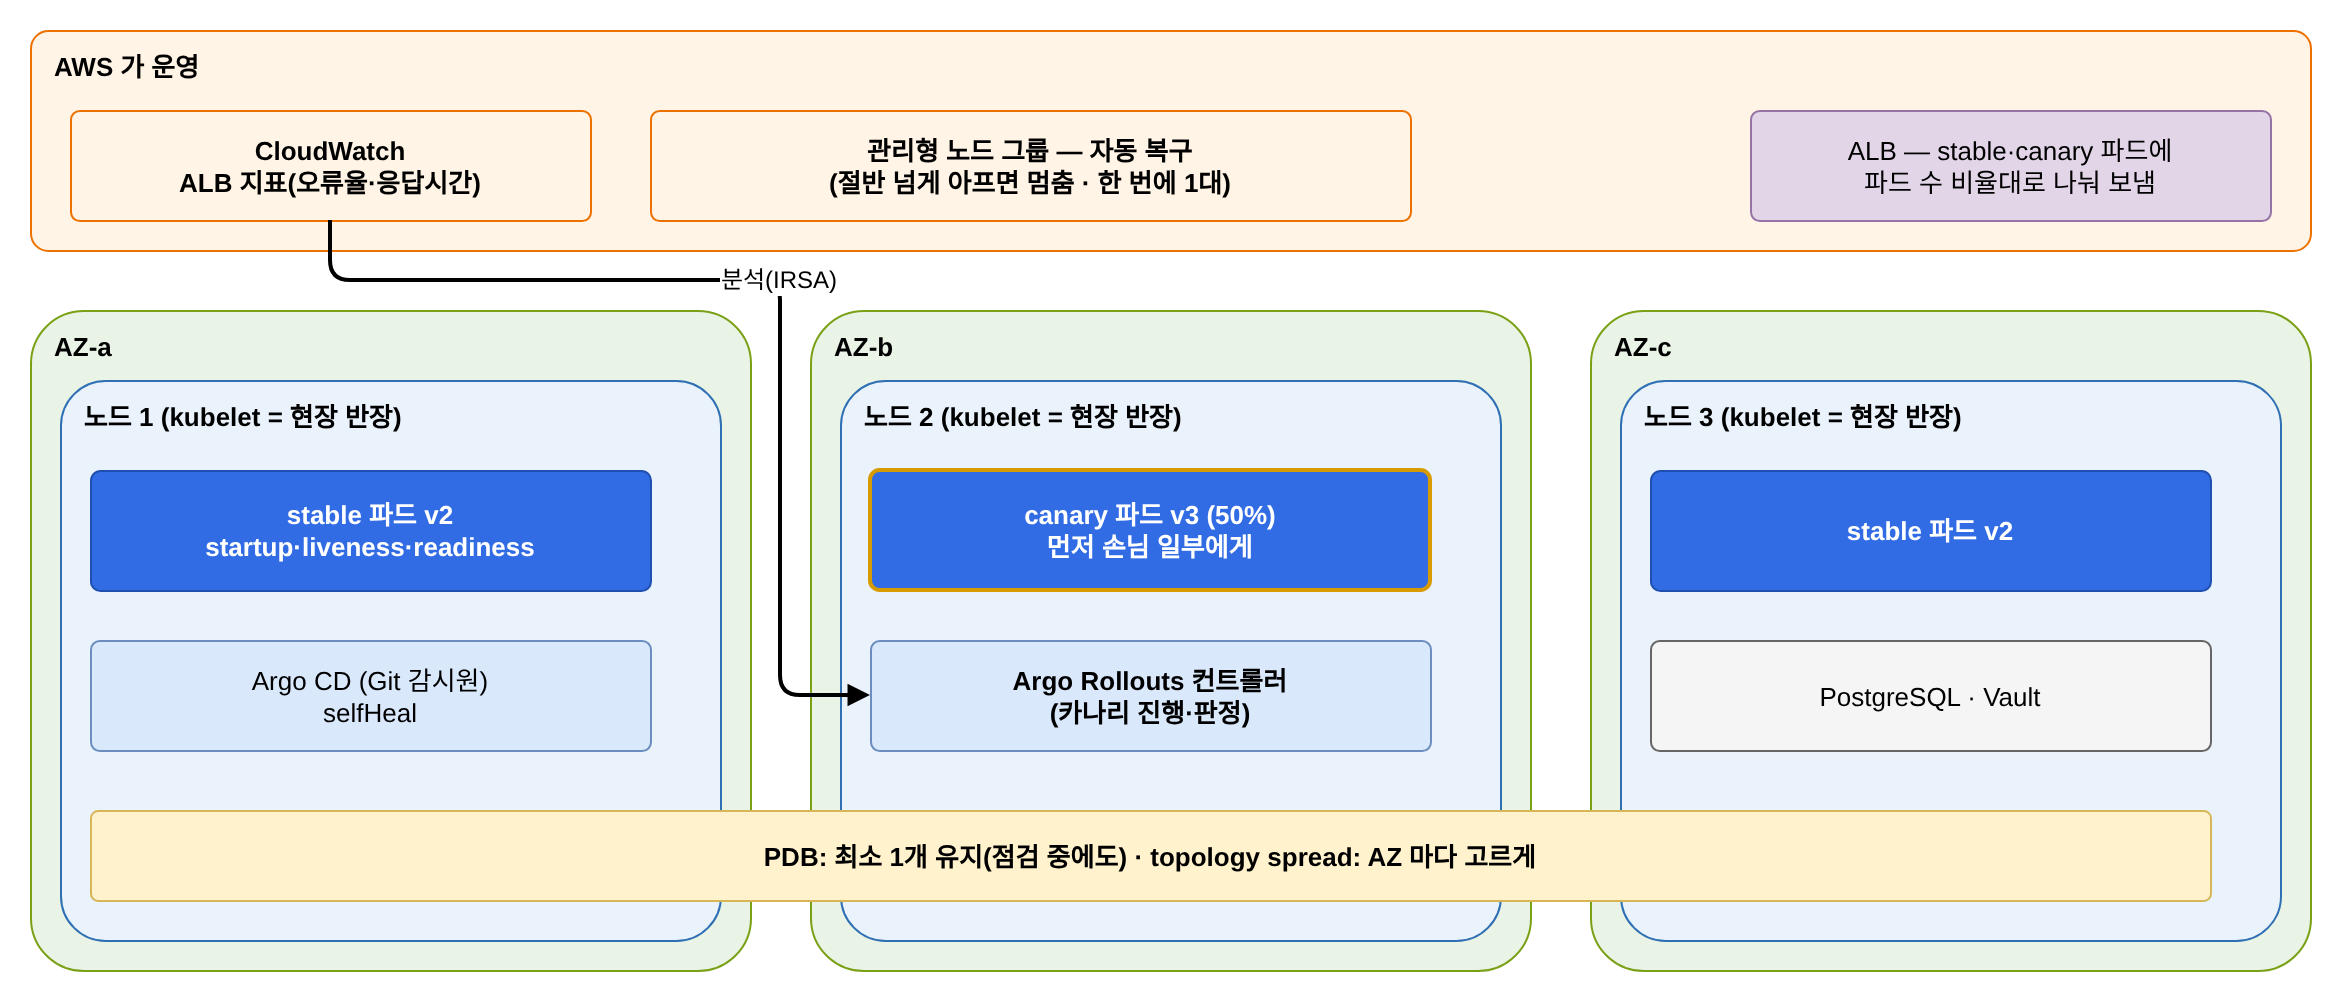 AWS 가 운영
CloudWatch
ALB 지표(오류율·응답시간)
관리형 노드 그룹 — 자동 복구
(절반 넘게 아프면 멈춤 · 한 번에 1대)
ALB — stable·canary 파드에
파드 수 비율대로 나눠 보냄
분석(IRSA)
AZ-a
노드 1 (kubelet = 현장 반장)
stable 파드 v2
startup·liveness·readiness
Argo CD (Git 감시원)
selfHeal
AZ-b
노드 2 (kubelet = 현장 반장)
canary 파드 v3 (50%)
먼저 손님 일부에게
Argo Rollouts 컨트롤러
(카나리 진행·판정)
AZ-c
노드 3 (kubelet = 현장 반장)
stable 파드 v2
PostgreSQL · Vault
PDB: 최소 1개 유지(점검 중에도) · topology spread: AZ 마다 고르게